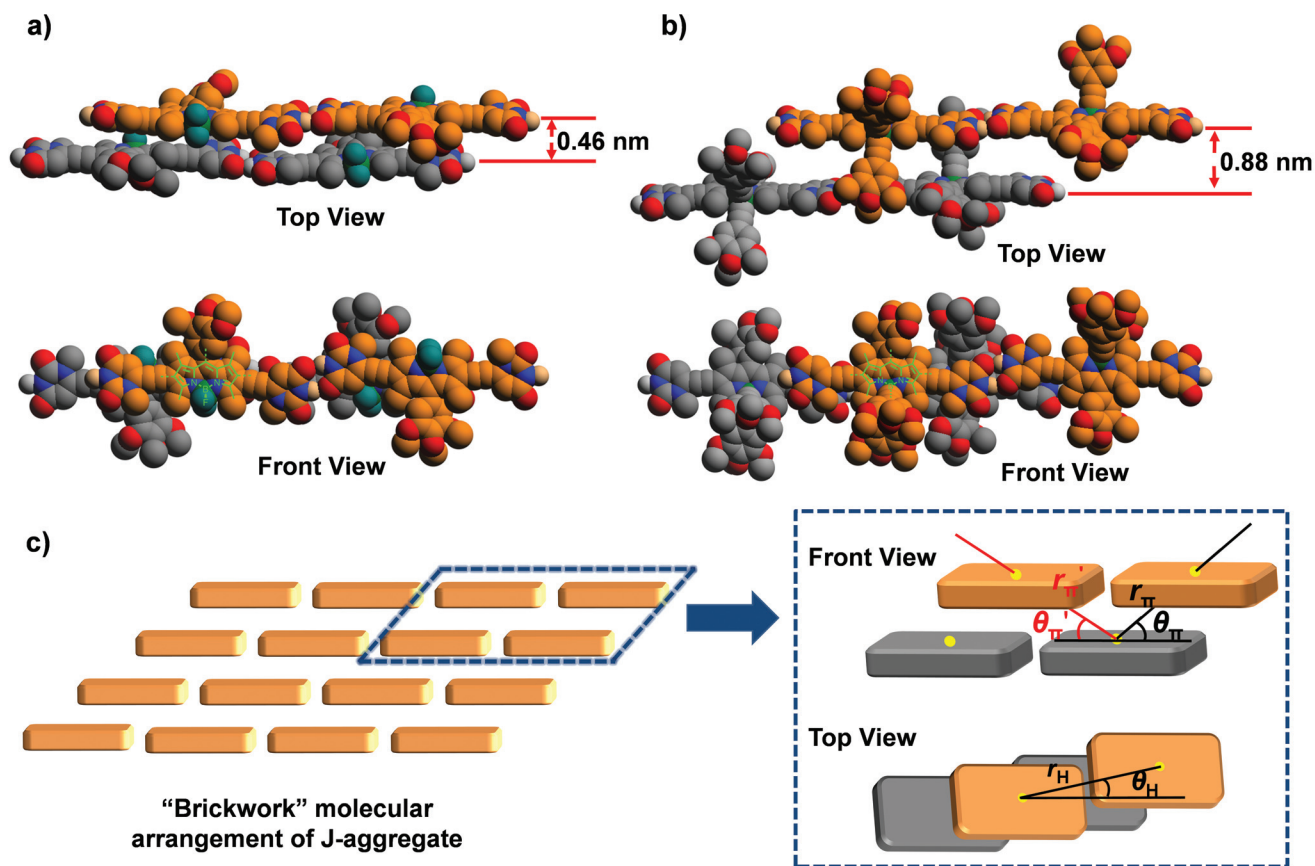 a)
0.46 nm
Top View
Front View
b)
0.88 nm
Top View
Front View
c)
“Brickwork” molecular
arrangement of J-aggregate
Front View
rπ'
rπ
θπ'
θπ
Top View
rH
θH